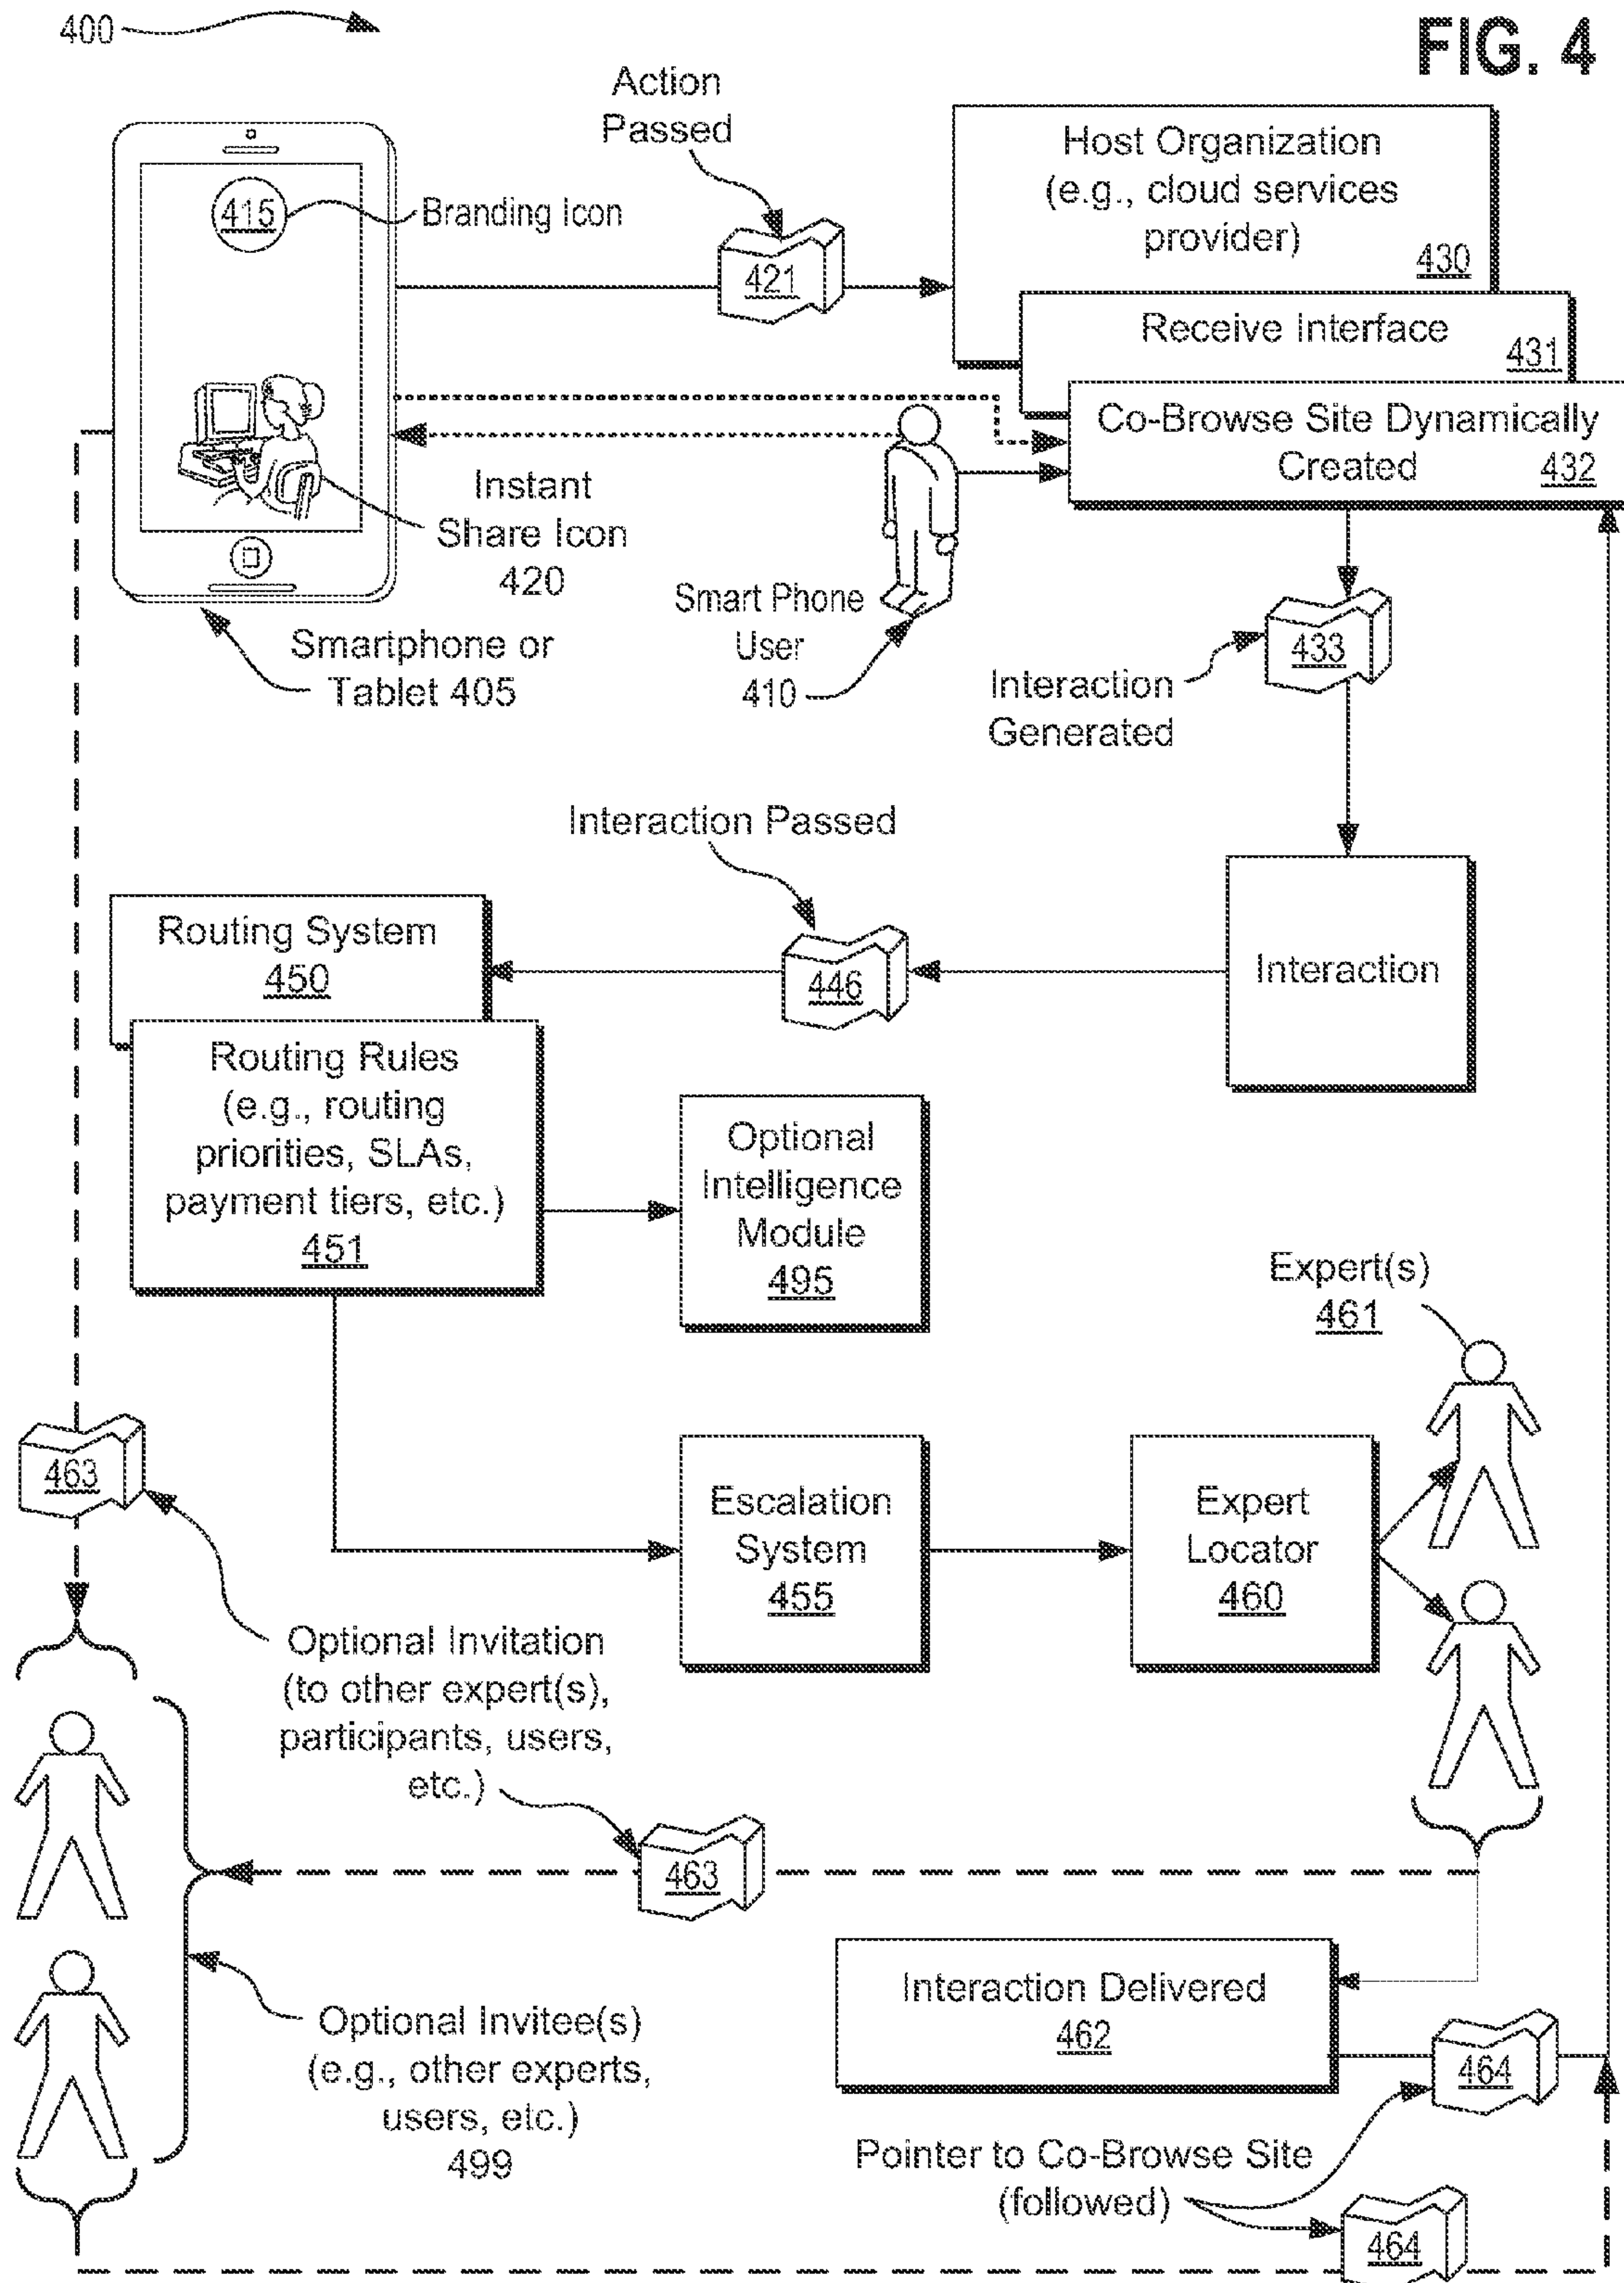 400
FIG. 4
Action
Passed
415
Branding Icon
421
Host Organization
(e.g., cloud services
provider)
430
Receive Interface
431
Co-Browse Site Dynamically
Created
432
Instant
Share Icon
420
Smart Phone
User
410
Smartphone or
Tablet 405
433
Interaction
Generated
Interaction Passed
Routing System
450
446
Interaction
Routing Rules
(e.g., routing
priorities, SLAs,
payment tiers, etc.)
451
Optional
Intelligence
Module
495
Expert(s)
461
463
Escalation
System
455
Expert
Locator
460
Optional Invitation
(to other expert(s),
participants, users,
etc.)
463
Interaction Delivered
462
Optional Invitee(s)
(e.g., other experts,
users, etc.)
499
464
Pointer to Co-Browse Site
(followed)
464